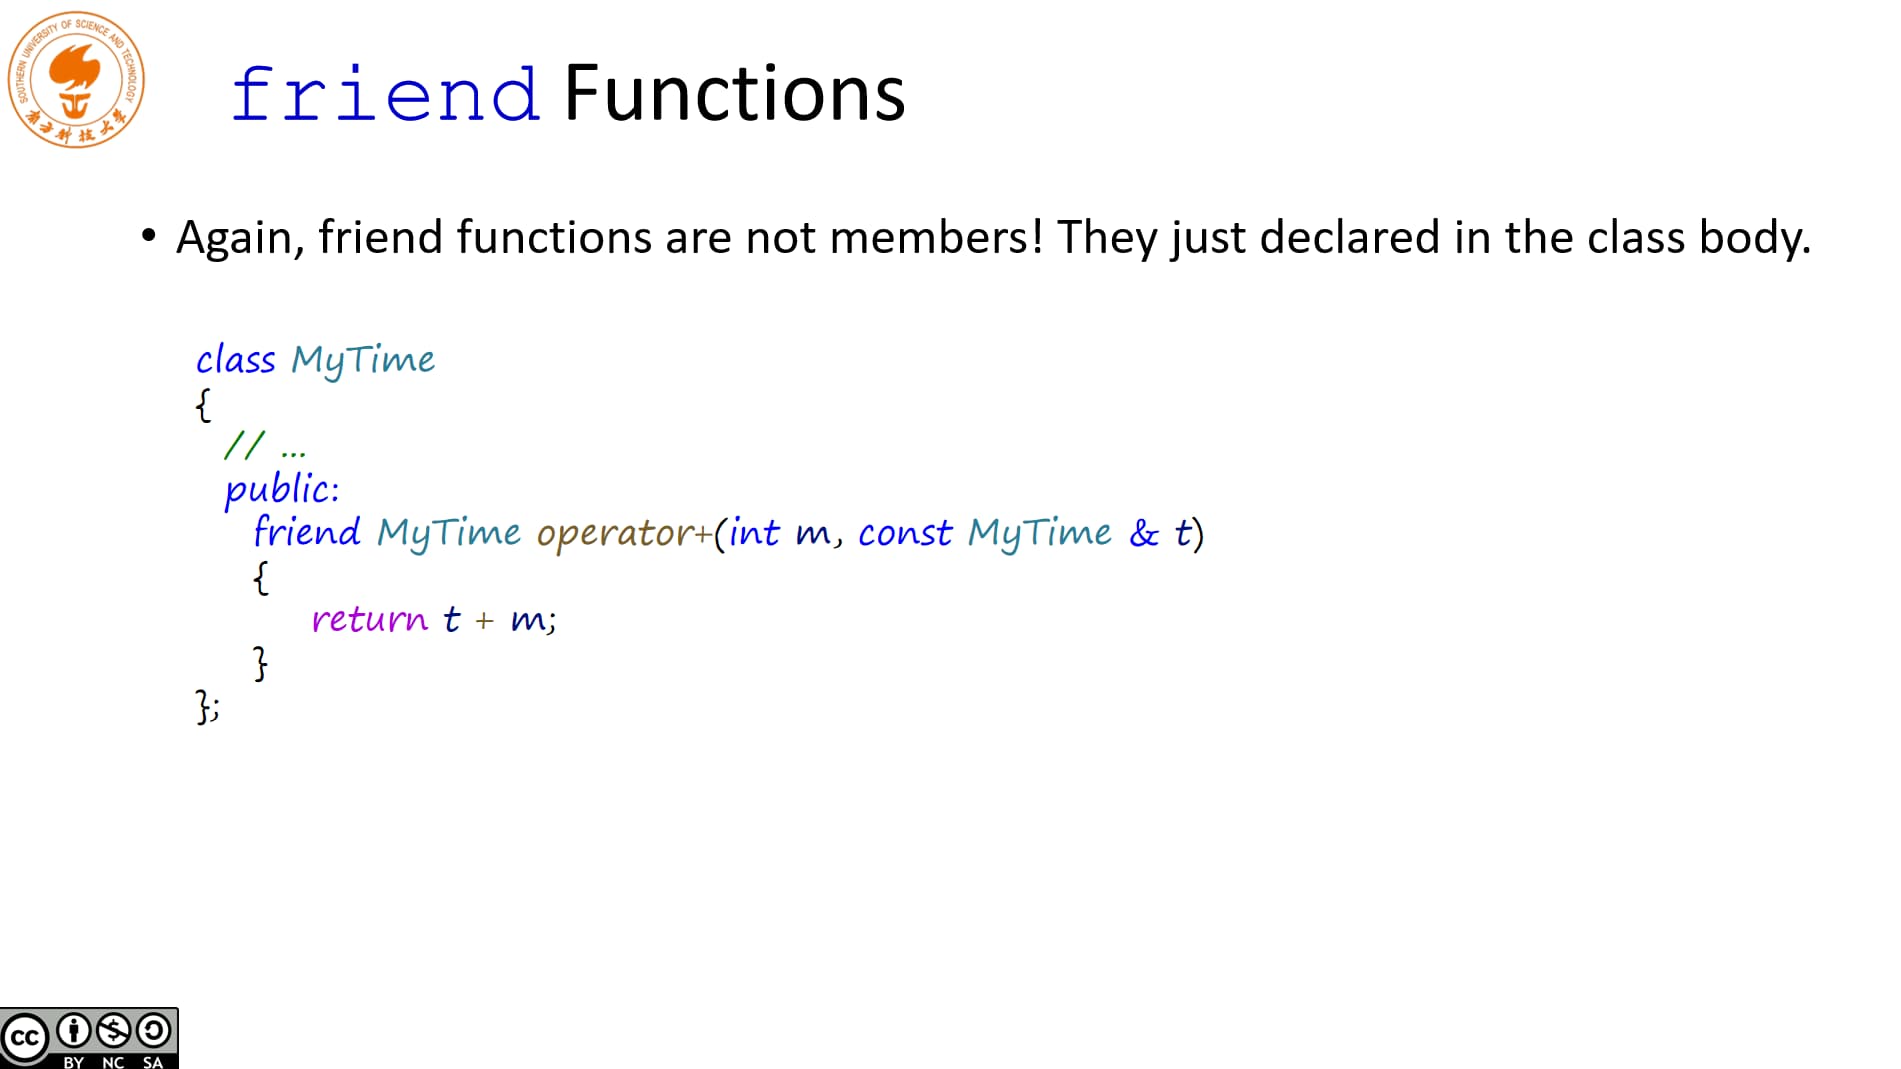 SOUTHERN UNIVERSITY OF SCIENCE AND TECHNOLOGY
南方科技大学
friend Functions
• Again, friend functions are not members! They just declared in the class body.
class MyTime
{
// ...
public:
friend MyTime operator+(int m, const MyTime & t)
{
return t + m;
}
};
cc
BY NC SA